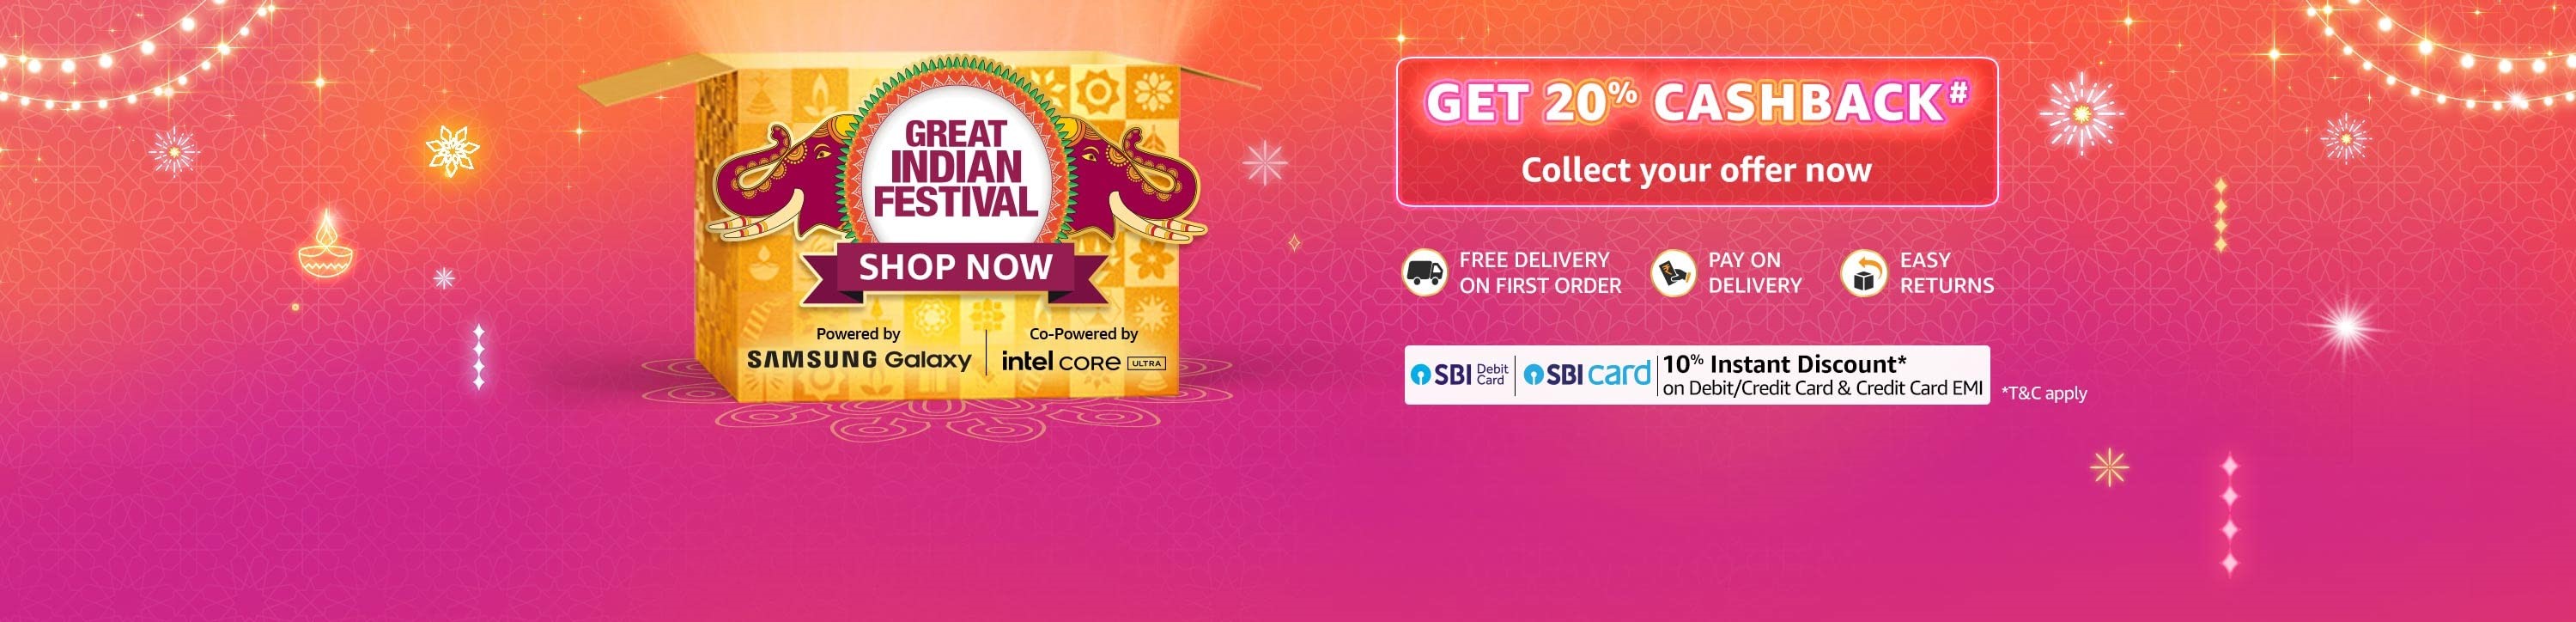 GREAT
INDIAN
FESTIVAL
SHOP NOW
Powered by
SAMSUNG Galaxy
Co-Powered by
intel CORE ULTRA
GET 20% CASHBACK#
Collect your offer now
FREE DELIVERY
ON FIRST ORDER
PAY ON
DELIVERY
EASY
RETURNS
SBI Debit Card
SBI card
10% Instant Discount*
on Debit/Credit Card & Credit Card EMI
*T&C apply